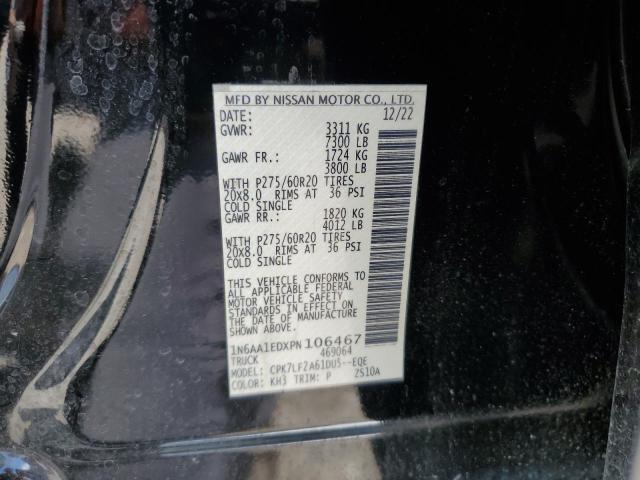 MFD BY NISSAN MOTOR CO., LTD.
DATE: 12/22
GVWR: 3311 KG
7300 LB
GAWR FR.: 1724 KG
3800 LB
WITH P275/60R20 TIRES
20x8.0 RIMS AT 36 PSI
COLD SINGLE
GAWR RR.: 1820 KG
4012 LB
WITH P275/60R20 TIRES
20x8.0 RIMS AT 36 PSI
COLD SINGLE
THIS VEHICLE CONFORMS TO
ALL APPLICABLE FEDERAL
MOTOR VEHICLE SAFETY
STANDARDS IN EFFECT ON
THE DATE OF MANUFACTURE
SHOWN ABOVE.
1N6AA1EDXPN106467
TRUCK 469064
MODEL: CPK7LF2A61DU5--EQE
COLOR: KH3 TRIM: P ZS10A